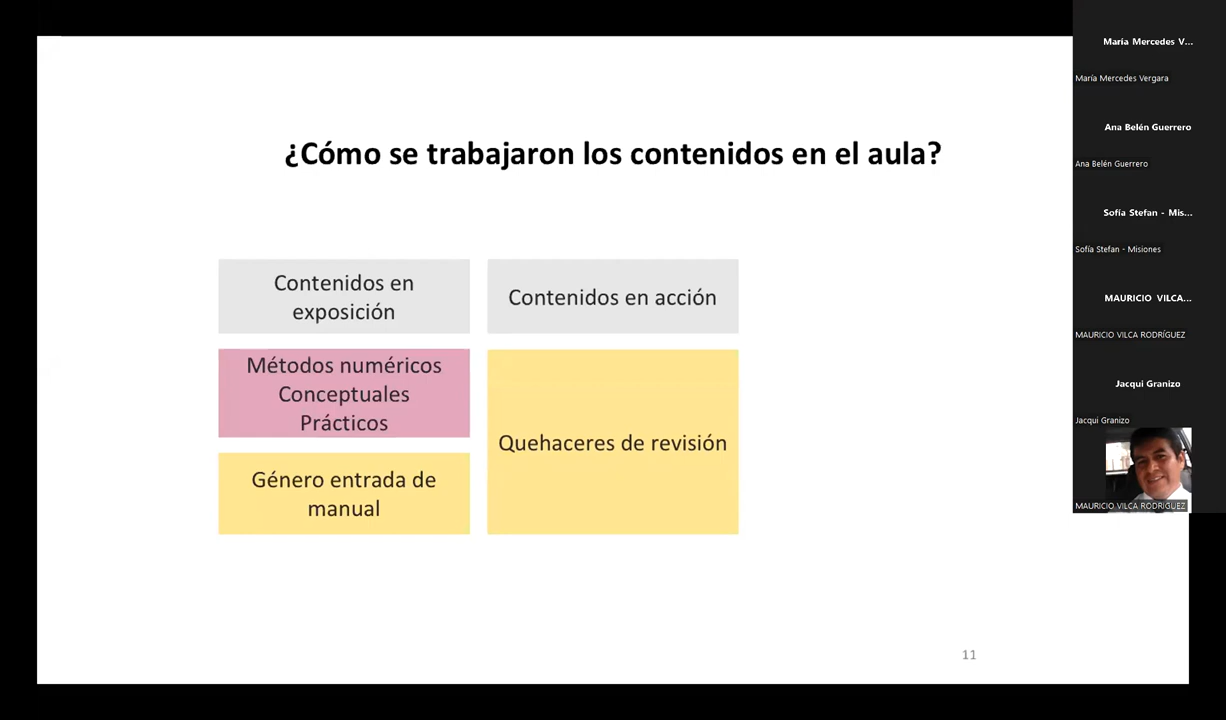 ¿Cómo se trabajaron los contenidos en el aula?
Contenidos en
exposición
Contenidos en acción
Métodos numéricos
Conceptuales
Prácticos
Género entrada de
manual
Quehaceres de revisión
11
Maria Mercedes V...
María Mercedes Vergara
Ana Belén Guerrero
Ana Belén Guerrero
Sofía Stefan - Mis...
Sofía Stefan - Misiones
MAURICIO VILCA...
MAURICIO VILCA RODRÍGUEZ
Jacqui Granizo
Jacqui Granizo
MAURICIO VILCA RODRIGUEZ